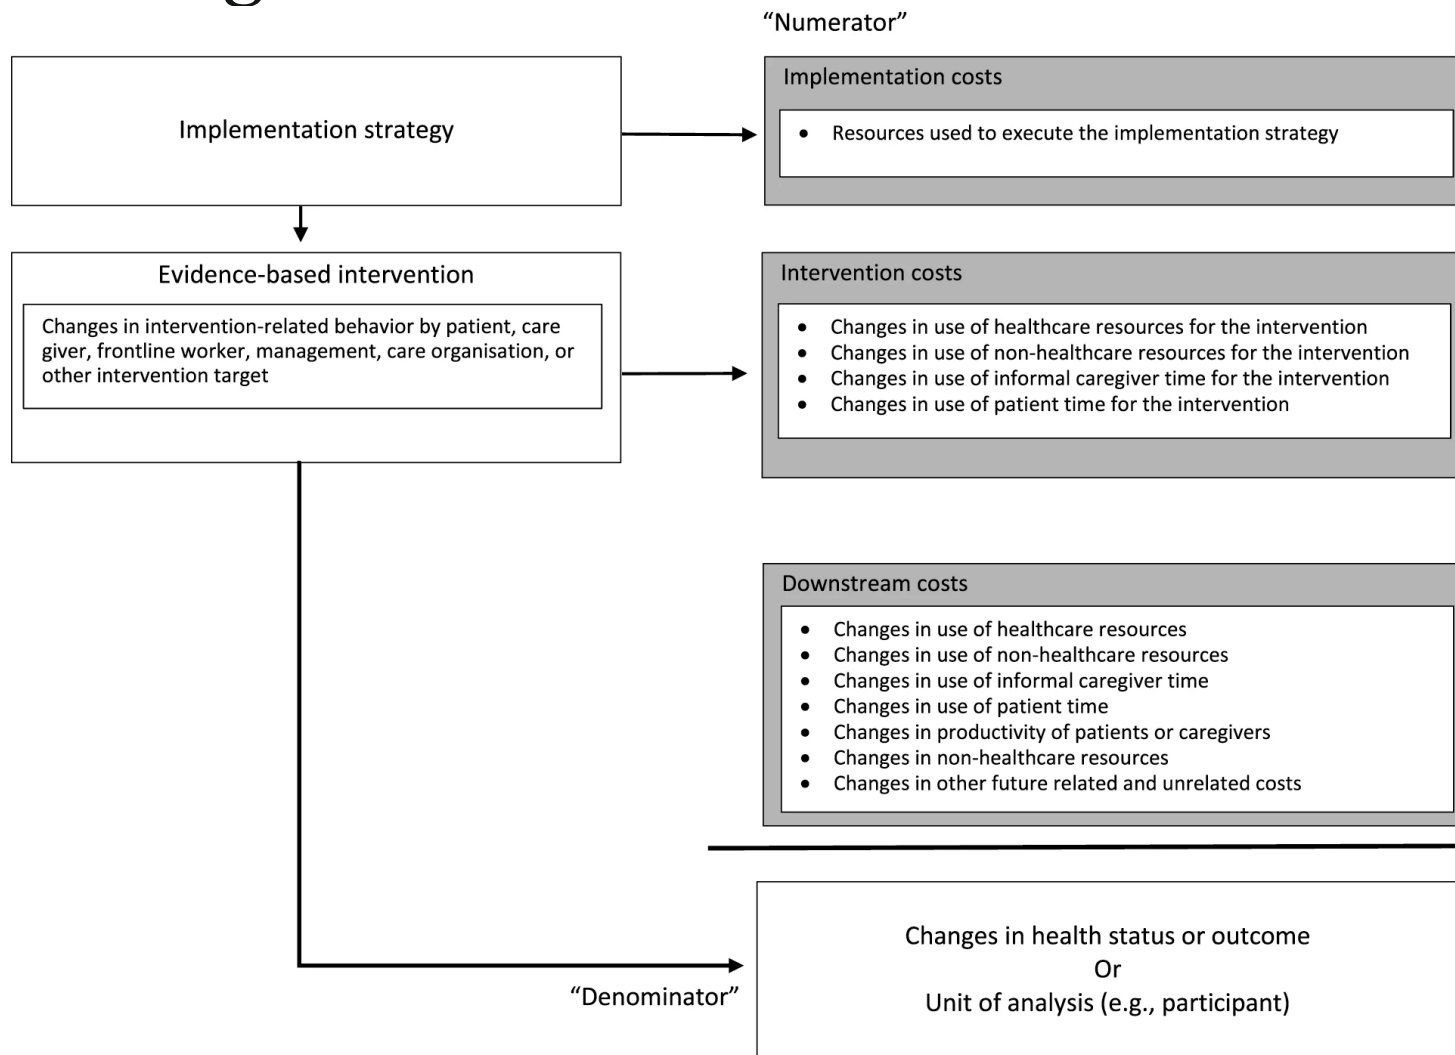 “Numerator”
Implementation strategy
Implementation costs
• Resources used to execute the implementation strategy
Evidence-based intervention
Changes in intervention-related behavior by patient, care
giver, frontline worker, management, care organisation, or
other intervention target
Intervention costs
• Changes in use of healthcare resources for the intervention
• Changes in use of non-healthcare resources for the intervention
• Changes in use of informal caregiver time for the intervention
• Changes in use of patient time for the intervention
Downstream costs
• Changes in use of healthcare resources
• Changes in use of non-healthcare resources
• Changes in use of informal caregiver time
• Changes in use of patient time
• Changes in productivity of patients or caregivers
• Changes in non-healthcare resources
• Changes in other future related and unrelated costs
“Denominator”
Changes in health status or outcome
Or
Unit of analysis (e.g., participant)